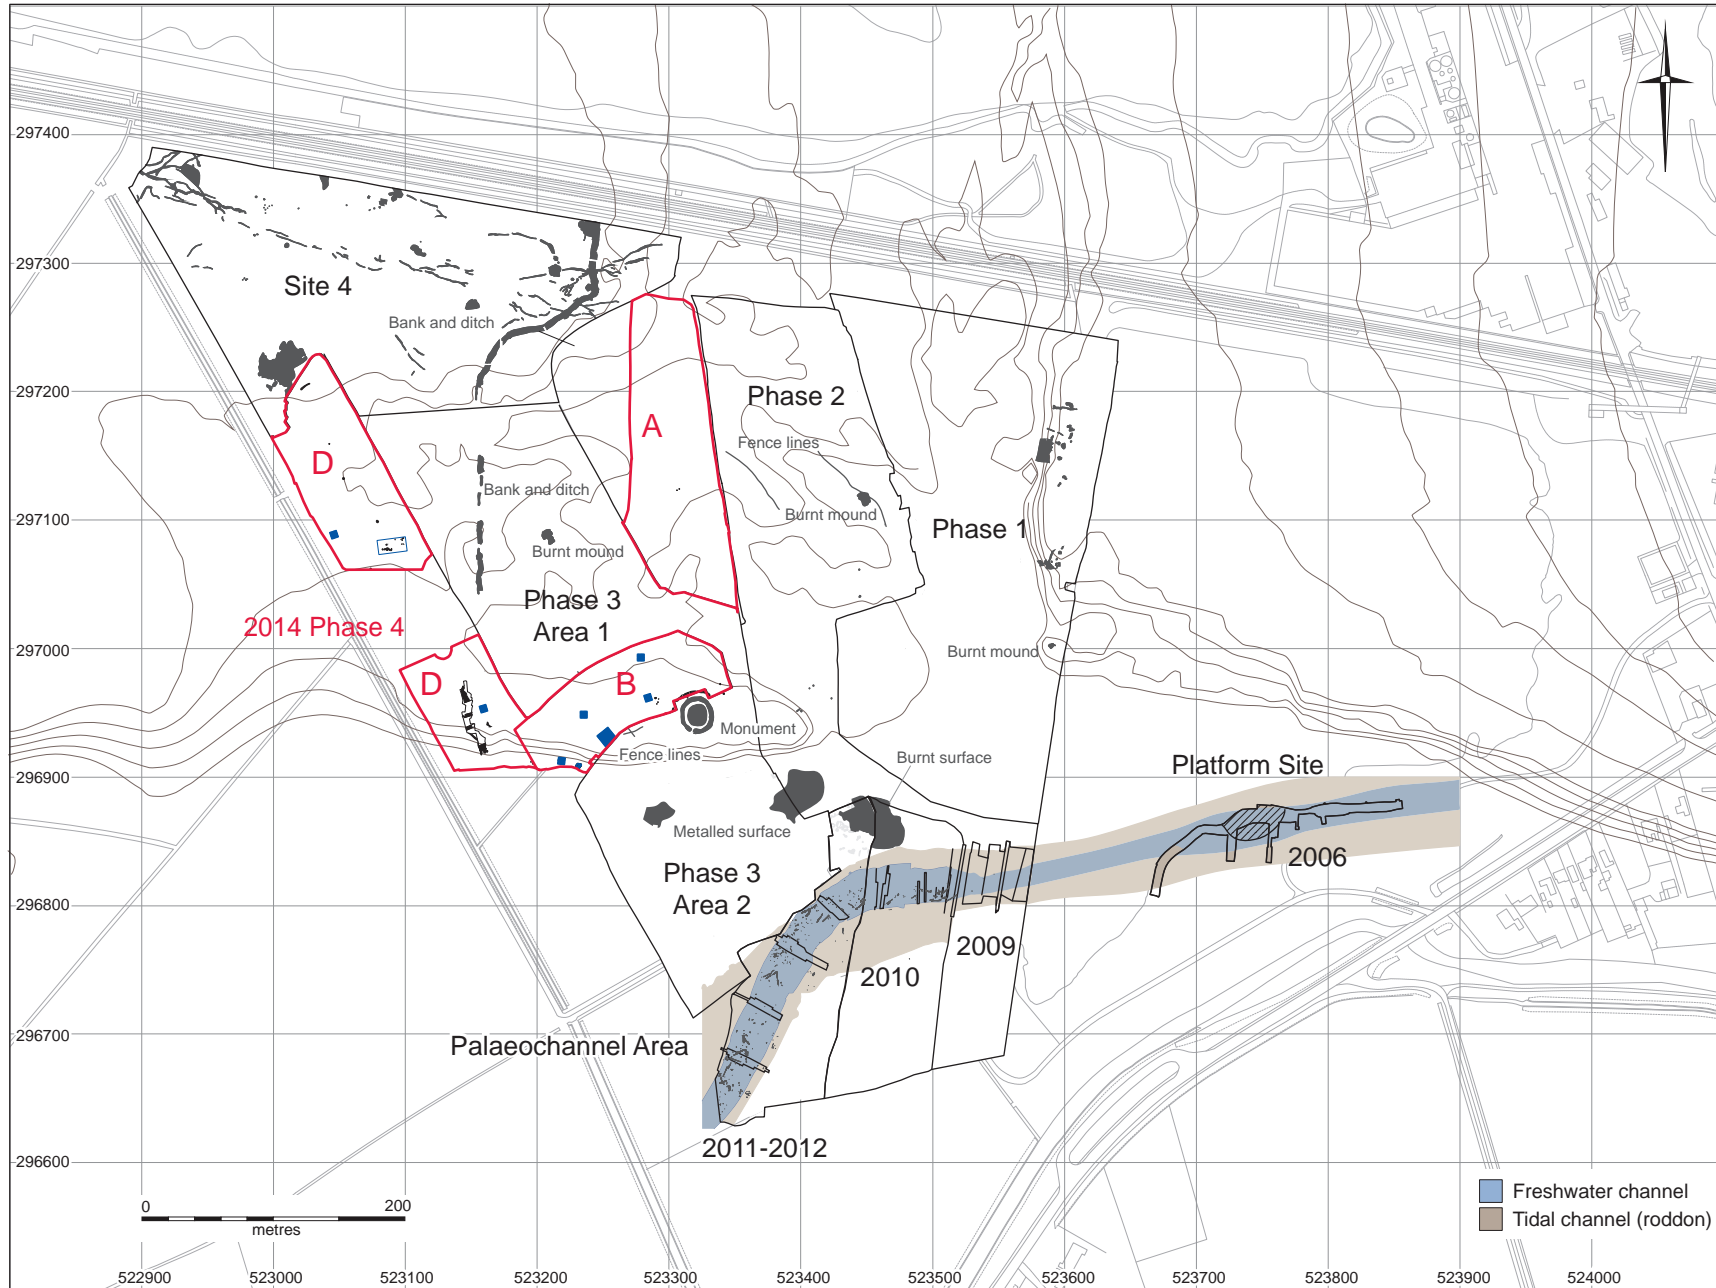 297400
297300
Site 4
Bank and ditch
297200
Phase 2
A
Fence lines
D
Bank and ditch
297100
Burnt mound
Phase 1
Burnt mound
Phase 3
Area 1
2014 Phase 4
297000
Burnt mound
D
B
Monument
Fence lines
Burnt surface
Platform Site
296900
Metalled surface
2006
Phase 3
Area 2
296800
2009
2010
296700
Palaeochannel Area
2011-2012
296600
Freshwater channel
Tidal channel (roddon)
0 200
metres
522900 523000 523100 523200 523300 523400 523500 523600 523700 523800 523900 524000